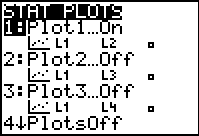 STAT PLOTS
1:Plot1...On
L1 L2
2:Plot2...Off
L1 L3
3:Plot3...Off
L1 L4
4↓PlotsOff